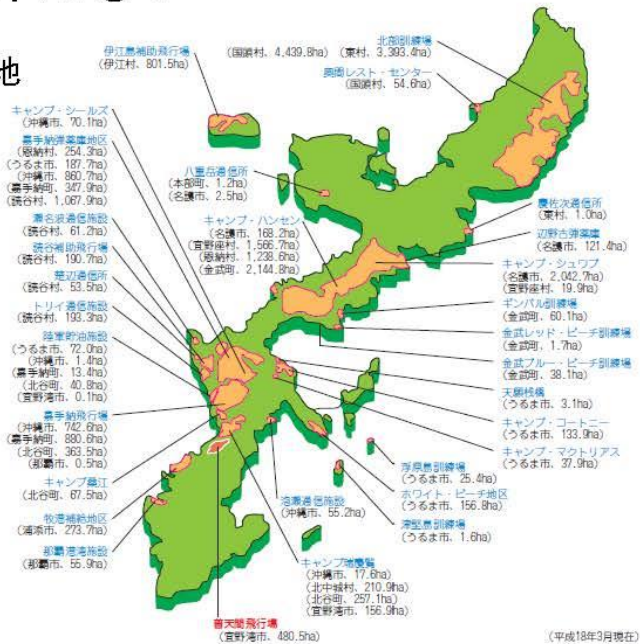 地
伊江島補助飛行場
(伊江村、801.5ha)
北部訓練場
(国頭村、4,439.8ha) (東村、3,393.4ha)
奥間レスト・センター
(国頭村、54.6ha)
キャンプ・シールズ
(沖縄市、70.1ha)
嘉手納弾薬庫地区
(恩納村、254.3ha)
(うるま市、187.7ha)
(沖縄市、860.7ha)
(嘉手納町、347.9ha)
(読谷村、1,067.9ha)
瀬名波通信施設
(読谷村、61.2ha)
読谷補助飛行場
(読谷村、190.7ha)
楚辺通信所
(読谷村、53.5ha)
トリイ通信施設
(読谷村、193.3ha)
陸軍貯油施設
(うるま市、72.0ha)
(沖縄市、1.4ha)
(嘉手納町、13.4ha)
(北谷町、40.8ha)
(宜野湾市、0.1ha)
嘉手納飛行場
(沖縄市、742.6ha)
(嘉手納町、880.6ha)
(北谷町、363.5ha)
(那覇市、0.5ha)
キャンプ桑江
(北谷町、67.5ha)
牧港補給地区
(浦添市、273.7ha)
那覇港湾施設
(那覇市、55.9ha)
八重岳通信所
(本部町、1.2ha)
(名護市、2.5ha)
キャンプ・ハンセン
(名護市、168.2ha)
(宜野座村、1,566.7ha)
(恩納村、1,238.6ha)
(金武町、2,144.8ha)
慶佐次通信所
(東村、1.0ha)
辺野古弾薬庫
(名護市、121.4ha)
キャンプ・シュワブ
(名護市、2,042.7ha)
(宜野座村、19.9ha)
ギンバル訓練場
(金武町、60.1ha)
金武レッド・ビーチ訓練場
(金武町、1.7ha)
金武ブルー・ビーチ訓練場
(金武町、38.1ha)
天願桟橋
(うるま市、3.1ha)
キャンプ・コートニー
(うるま市、133.9ha)
キャンプ・マクトリアス
(うるま市、37.9ha)
浮原島訓練場
(うるま市、25.4ha)
ホワイト・ビーチ地区
(うるま市、156.8ha)
津堅島訓練場
(うるま市、1.6ha)
泡瀬通信施設
(沖縄市、55.2ha)
キャンプ瑞慶覧
(沖縄市、17.6ha)
(北中城村、210.9ha)
(北谷町、257.1ha)
(宜野湾市、156.9ha)
普天間飛行場
(宜野湾市、480.5ha)
(平成18年3月現在)